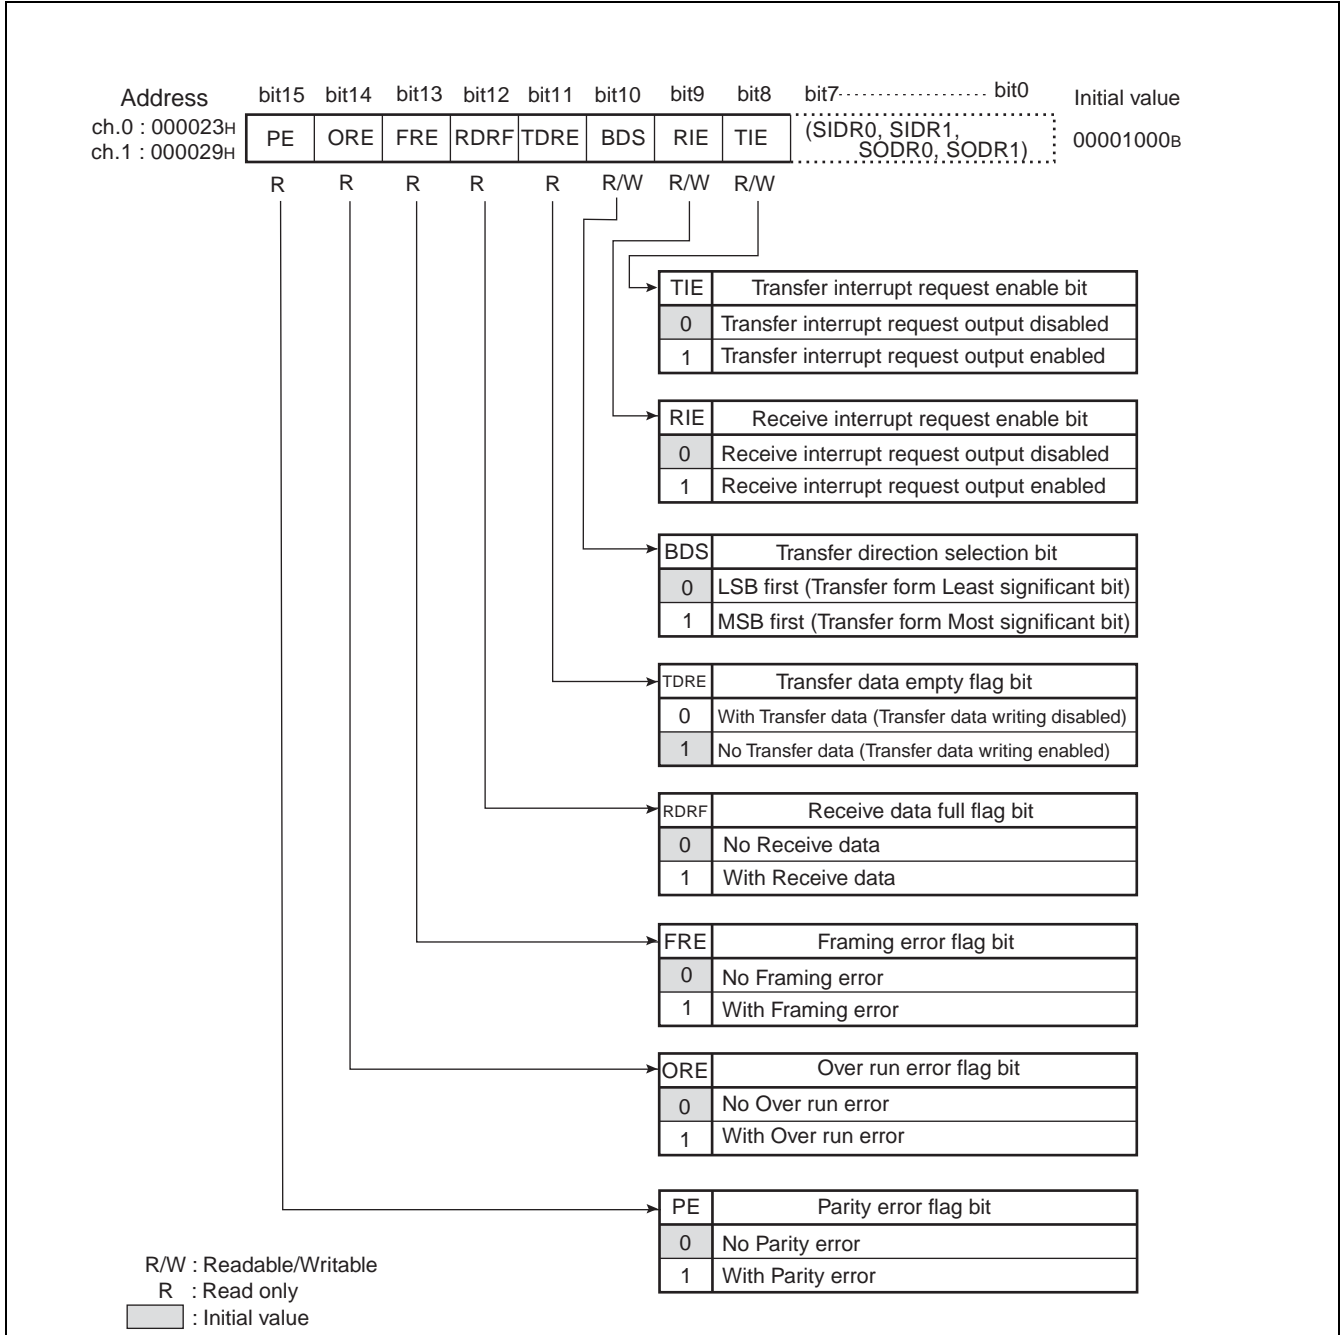 Address bit15 bit14 bit13 bit12 bit11 bit10 bit9 bit8 bit7 bit0 Initial value
ch.0 : 000023H PE ORE FRE RDRF TDRE BDS RIE TIE (SIDR0, SIDR1, 00001000B
ch.1 : 000029H SODR0, SODR1)
R R R R R R/W R/W R/W
TIE Transfer interrupt request enable bit
0 Transfer interrupt request output disabled
1 Transfer interrupt request output enabled
RIE Receive interrupt request enable bit
0 Receive interrupt request output disabled
1 Receive interrupt request output enabled
BDS Transfer direction selection bit
0 LSB first (Transfer form Least significant bit)
1 MSB first (Transfer form Most significant bit)
TDRE Transfer data empty flag bit
0 With Transfer data (Transfer data writing disabled)
1 No Transfer data (Transfer data writing enabled)
RDRF Receive data full flag bit
0 No Receive data
1 With Receive data
FRE Framing error flag bit
0 No Framing error
1 With Framing error
ORE Over run error flag bit
0 No Over run error
1 With Over run error
PE Parity error flag bit
0 No Parity error
1 With Parity error
R/W : Readable/Writable
R : Read only
: Initial value